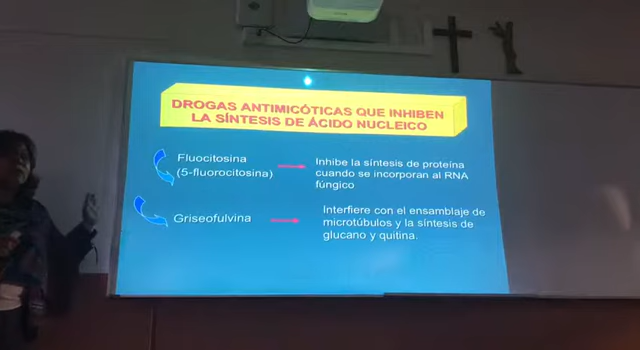 DROGAS ANTIMICÓTICAS QUE INHIBEN
LA SÍNTESIS DE ÁCIDO NUCLEICO
Fluocitosina
(5-fluorocitosina)
Inhibe la síntesis de proteína
cuando se incorporan al RNA
fúngico
Griseofulvina
Interfiere con el ensamblaje de
microtúbulos y la síntesis de
glucano y quitina.